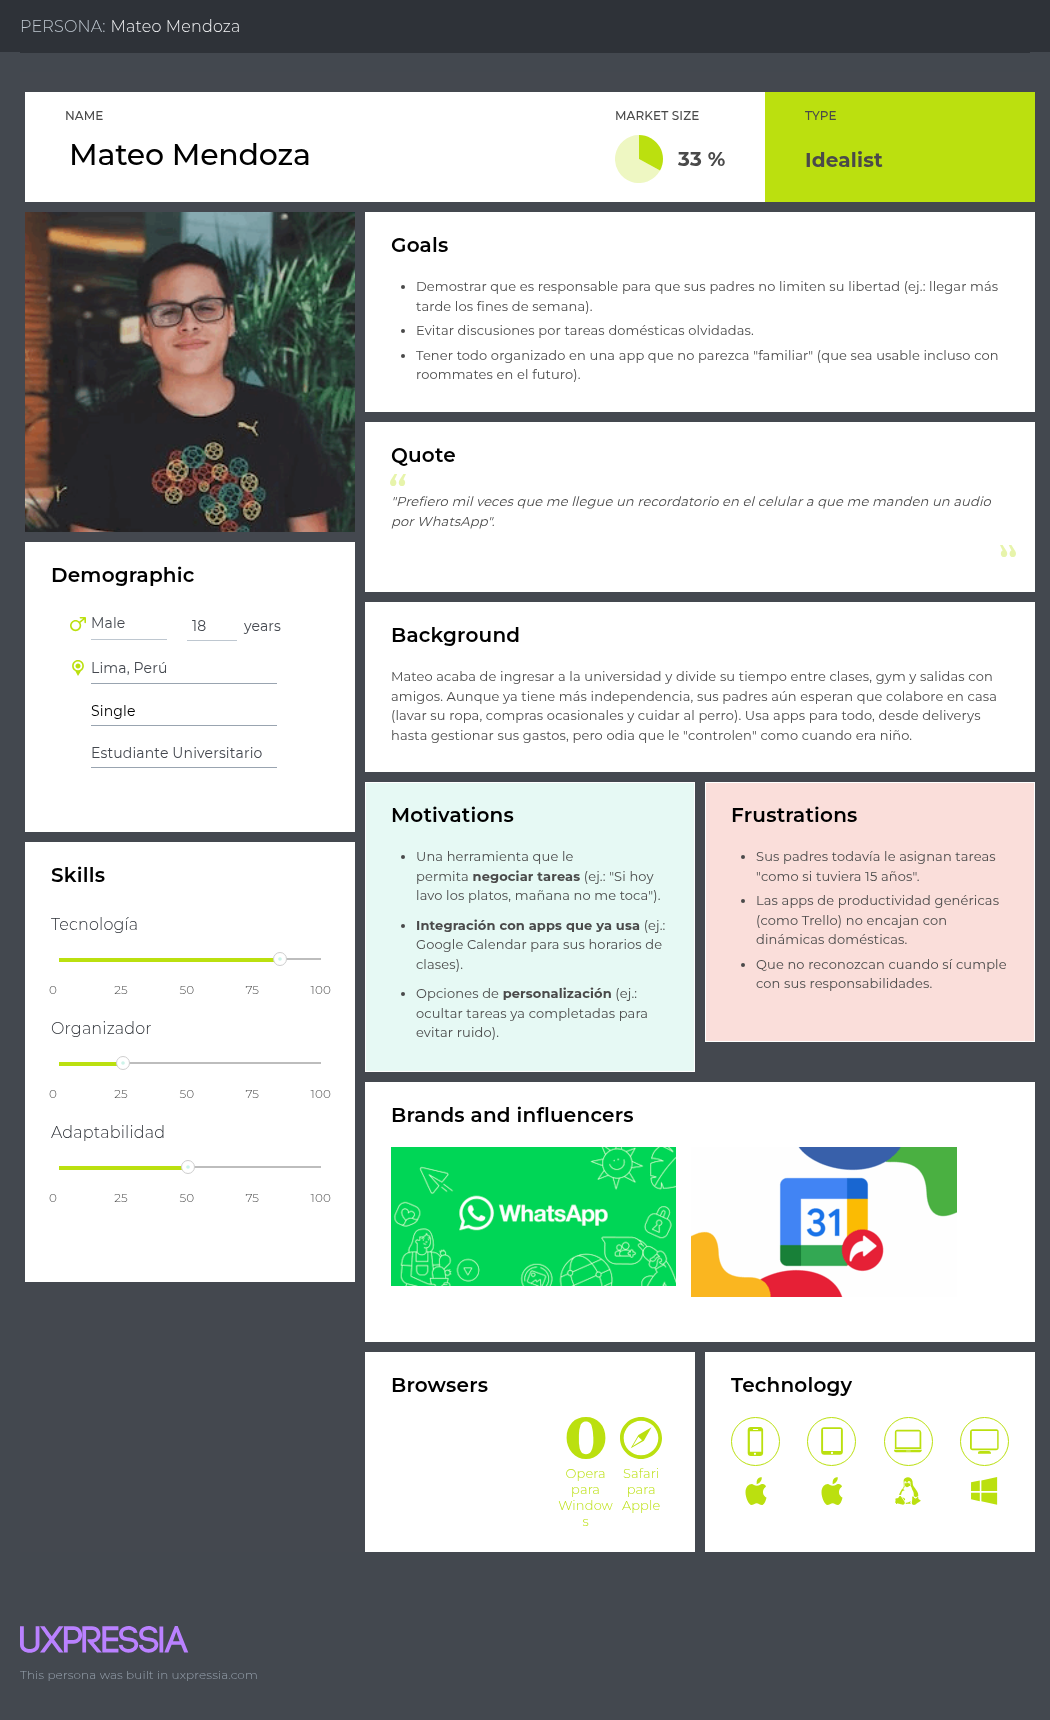 PERSONA: Mateo Mendoza
NAME
Mateo Mendoza
MARKET SIZE
33 %
TYPE
Idealist
Goals
Demostrar que es responsable para que sus padres no limiten su libertad (ej.: llegar más
tarde los fines de semana).
Evitar discusiones por tareas domésticas olvidadas.
Tener todo organizado en una app que no parezca "familiar" (que sea usable incluso con
roommates en el futuro).
Quote
"Prefiero mil veces que me llegue un recordatorio en el celular a que me manden un audio
por WhatsApp".
Demographic
Male
18 years
Lima, Perú
Single
Estudiante Universitario
Background
Mateo acaba de ingresar a la universidad y divide su tiempo entre clases, gym y salidas con
amigos. Aunque ya tiene más independencia, sus padres aún esperan que colabore en casa
(lavar su ropa, compras ocasionales y cuidar al perro). Usa apps para todo, desde deliverys
hasta gestionar sus gastos, pero odia que le "controlen" como cuando era niño.
Skills
Tecnología
0 25 50 75 100
Organizador
0 25 50 75 100
Adaptabilidad
0 25 50 75 100
Motivations
Una herramienta que le
permita negociar tareas (ej.: "Si hoy
lavo los platos, mañana no me toca").
Integración con apps que ya usa (ej.:
Google Calendar para sus horarios de
clases).
Opciones de personalización (ej.:
ocultar tareas ya completadas para
evitar ruido).
Frustrations
Sus padres todavía le asignan tareas
"como si tuviera 15 años".
Las apps de productividad genéricas
(como Trello) no encajan con
dinámicas domésticas.
Que no reconozcan cuando sí cumple
con sus responsabilidades.
Brands and influencers
WhatsApp
31
Browsers
Opera
para
Window
s
Safari
para
Apple
Technology
UXPRESSIA
This persona was built in uxpressia.com